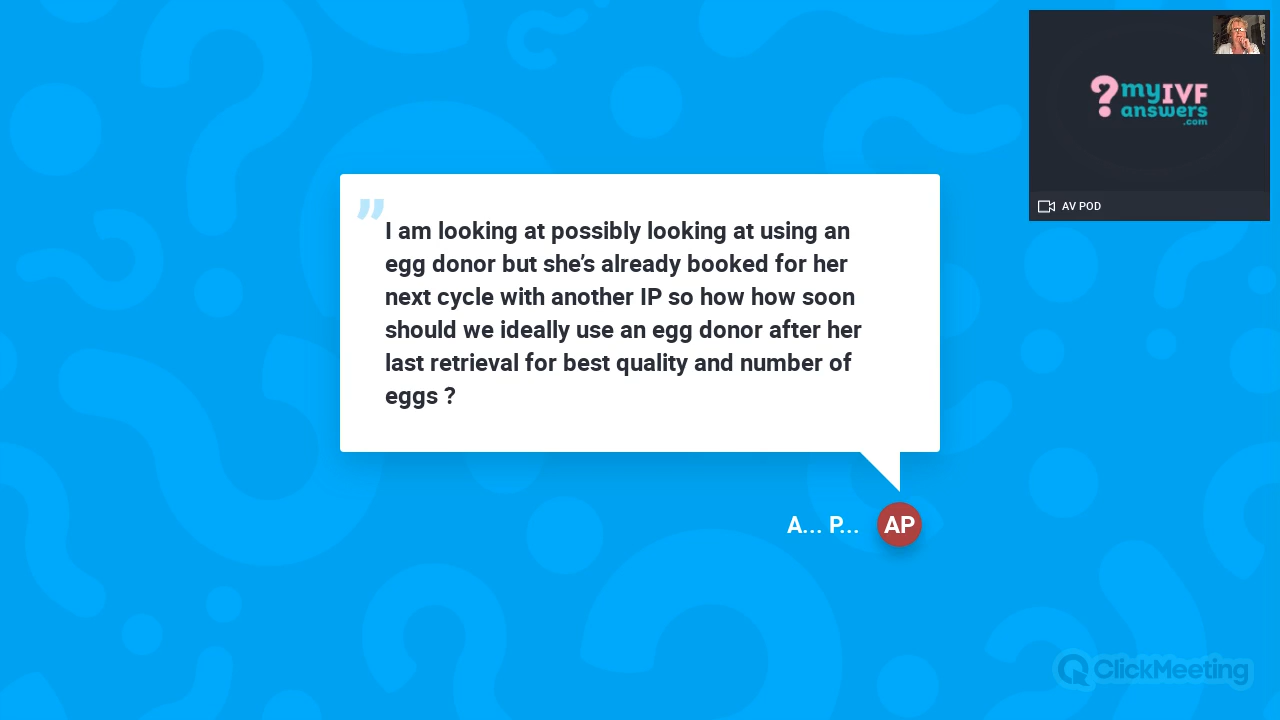 ?myIVF
answers
.com
AV POD
”
I am looking at possibly looking at using an
egg donor but she’s already booked for her
next cycle with another IP so how how soon
should we ideally use an egg donor after her
last retrieval for best quality and number of
eggs ?
A... P... AP
ClickMeeting